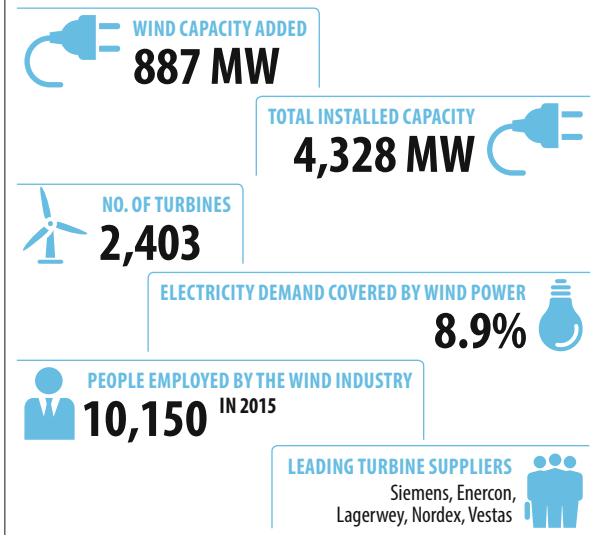 WIND CAPACITY ADDED
887 MW
TOTAL INSTALLED CAPACITY
4,328 MW
NO. OF TURBINES
2,403
ELECTRICITY DEMAND COVERED BY WIND POWER
8.9%
PEOPLE EMPLOYED BY THE WIND INDUSTRY
10,150 IN 2015
LEADING TURBINE SUPPLIERS
Siemens, Enercon,
Lagerwey, Nordex, Vestas